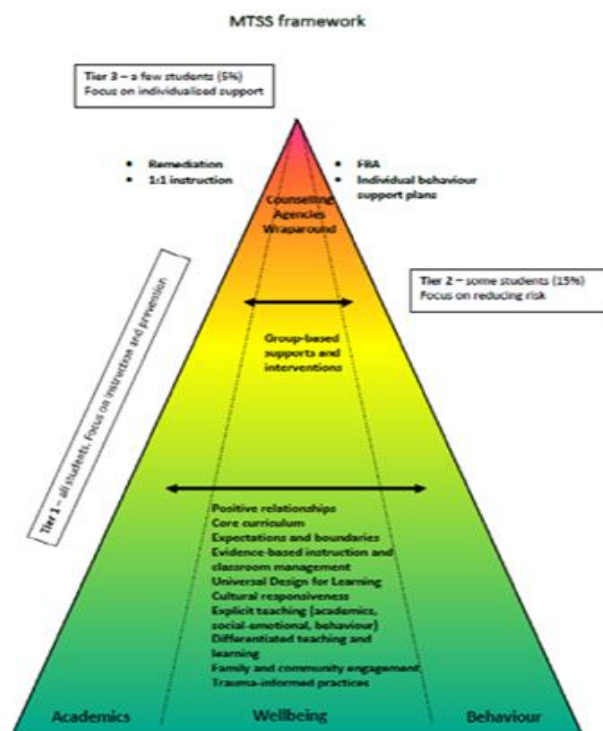 MTSS framework
Tier 3 – a few students (5%)
Focus on individualised support
• Remediation
• 1:1 instruction
• FBA
• Individual behaviour
support plans
Counselling
Agencies
Wraparound
Tier 2 – some students (15%)
Focus on reducing risk
Group-based
supports and
interventions
Tier 1 – all students. Focus on instruction and prevention
Positive relationships
Core curriculum
Expectations and boundaries
Evidence-based instruction and
classroom management
Universal Design for Learning
Cultural responsiveness
Explicit teaching (academics,
social-emotional, behaviour)
Differentiated teaching and
learning
Family and community engagement
Trauma-informed practices
Academics
Wellbeing
Behaviour